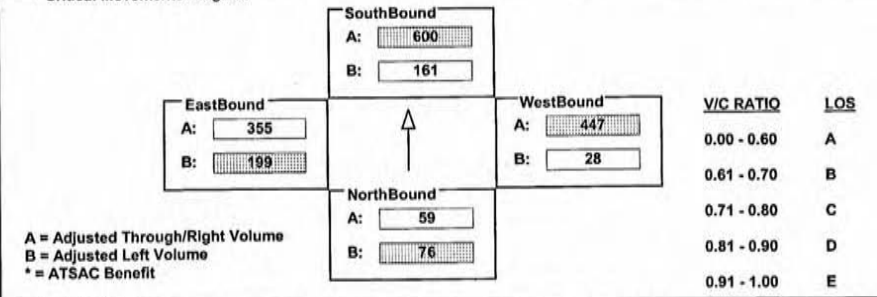 SouthBound
A: 600
B: 161
EastBound
A: 355
B: 199
WestBound
A: 447
B: 28
NorthBound
A: 59
B: 76
A = Adjusted Through/Right Volume
B = Adjusted Left Volume
* = ATSAC Benefit
V/C RATIO LOS
0.00 - 0.60 A
0.61 - 0.70 B
0.71 - 0.80 C
0.81 - 0.90 D
0.91 - 1.00 E